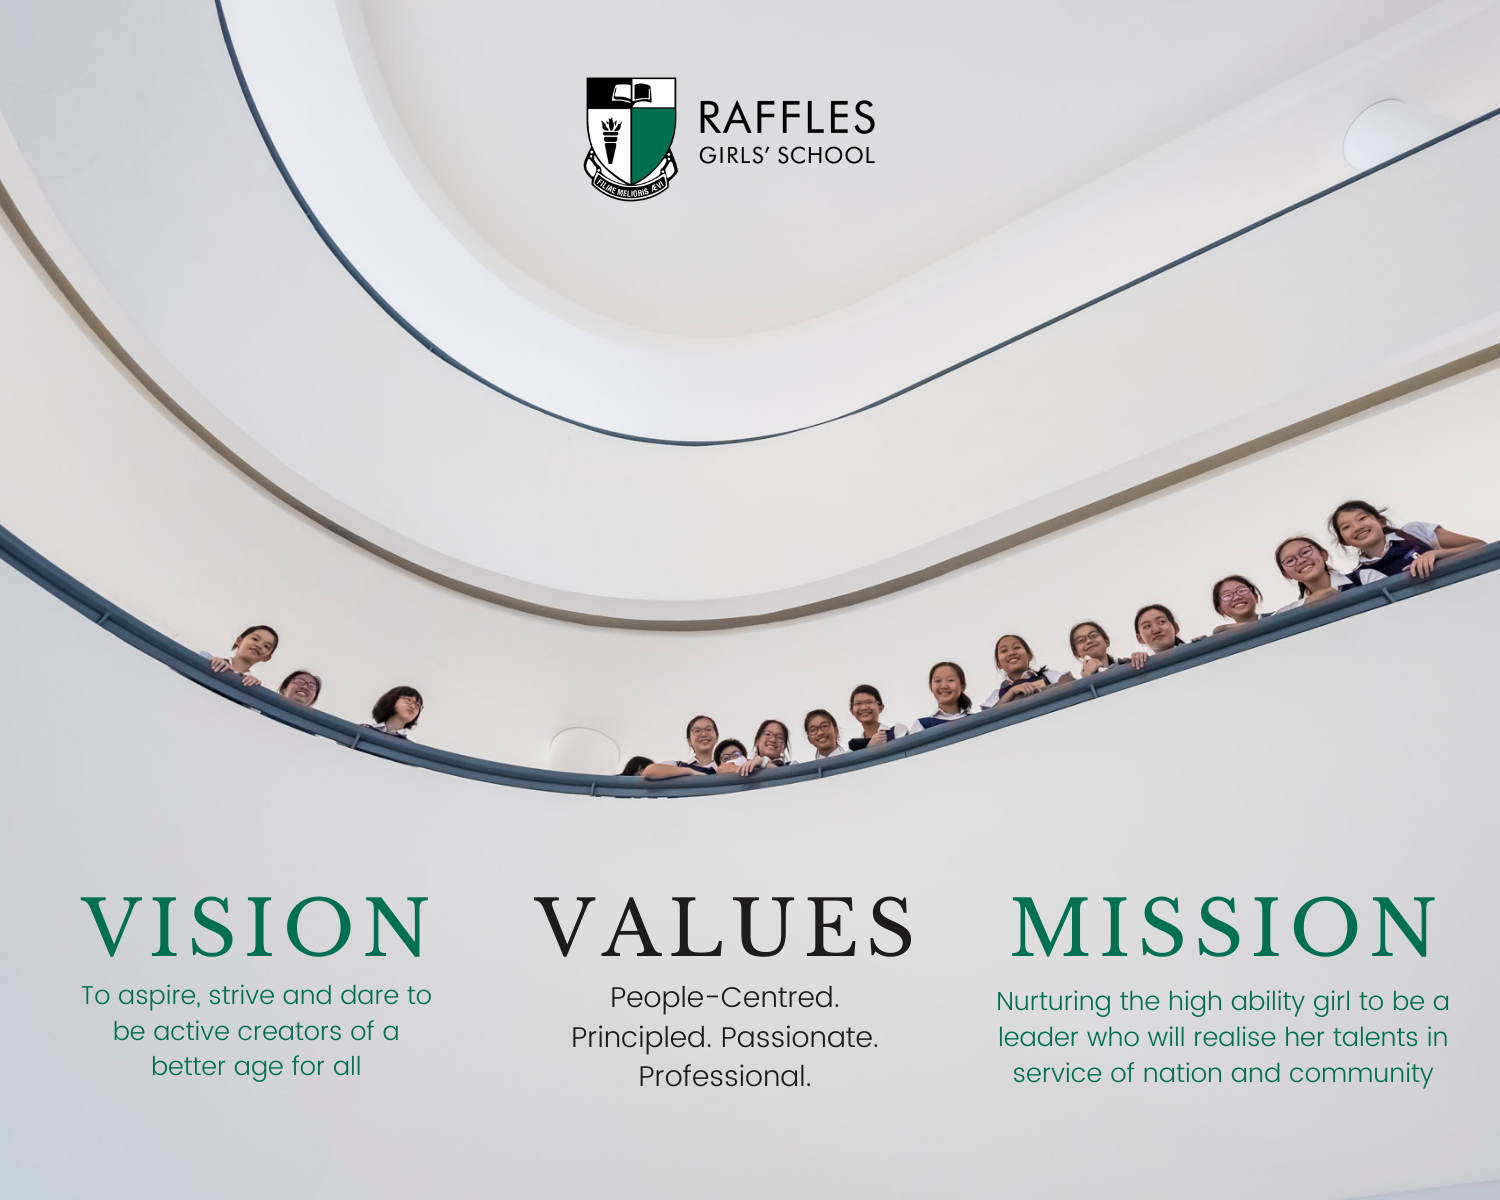 RAFFLES
GIRLS' SCHOOL
FILIAE MELIORIS ÆVI
VISION
To aspire, strive and dare to
be active creators of a
better age for all
VALUES
People-Centred.
Principled. Passionate.
Professional.
MISSION
Nurturing the high ability girl to be a
leader who will realise her talents in
service of nation and community